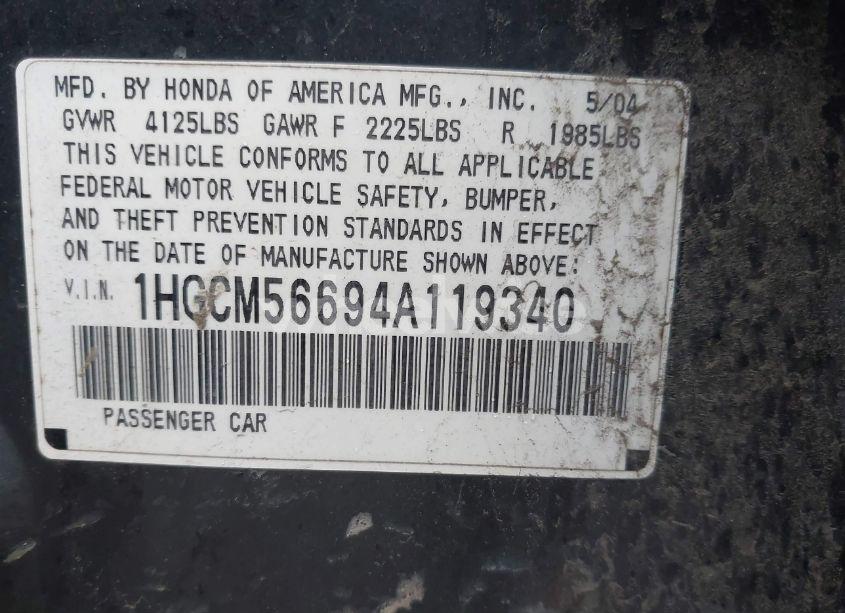 MFD. BY HONDA OF AMERICA MFG., INC. 5/04
GVWR 4125LBS GAWR F 2225LBS R 1985LBS
THIS VEHICLE CONFORMS TO ALL APPLICABLE
FEDERAL MOTOR VEHICLE SAFETY, BUMPER,
AND THEFT PREVENTION STANDARDS IN EFFECT
ON THE DATE OF MANUFACTURE SHOWN ABOVE:
V.I.N. 1HGCM56694A119340
PASSENGER CAR